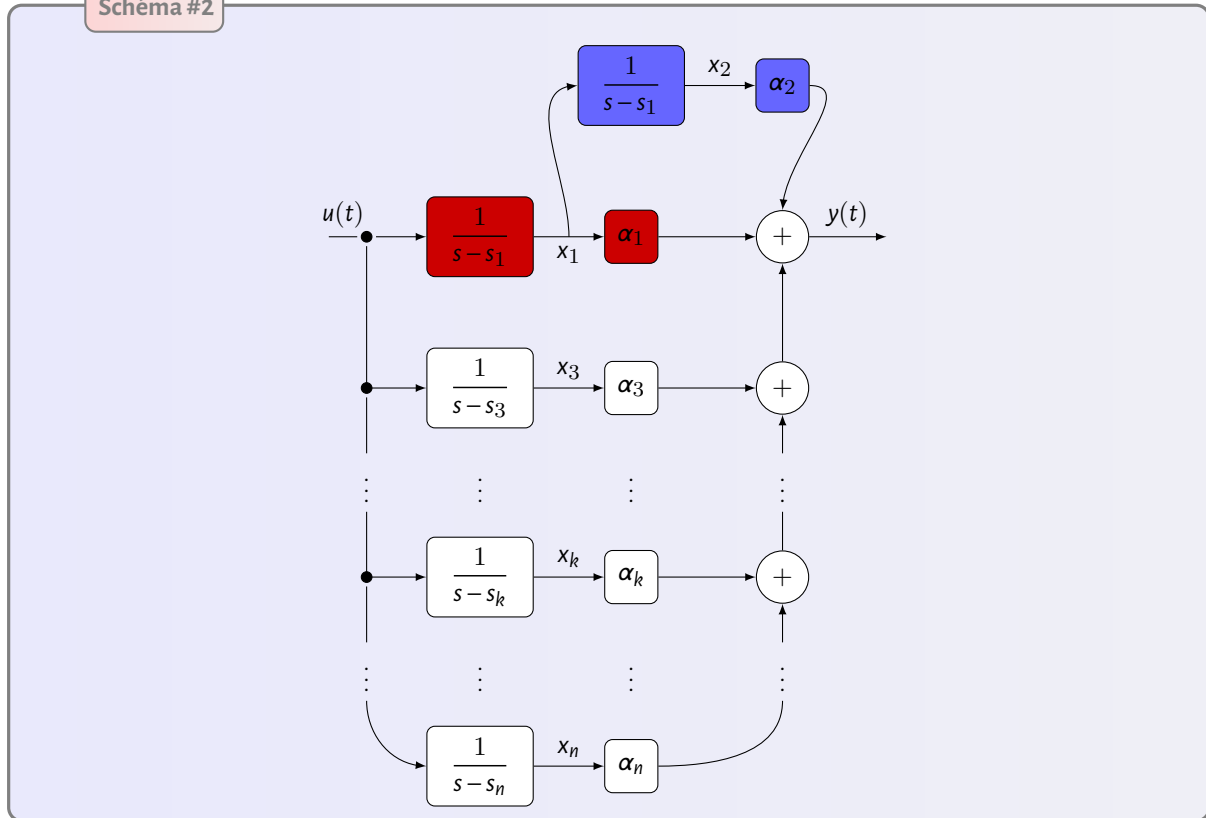 Schéma #2
1
s−s₁
x₂
α₂
u(t)
1
s−s₁
x₁
α₁
+
y(t)
1
s−s₃
x₃
α₃
+
⋮ ⋮ ⋮ ⋮
1
s−sₖ
xₖ
αₖ
+
⋮ ⋮ ⋮ ⋮
1
s−sₙ
xₙ
αₙ